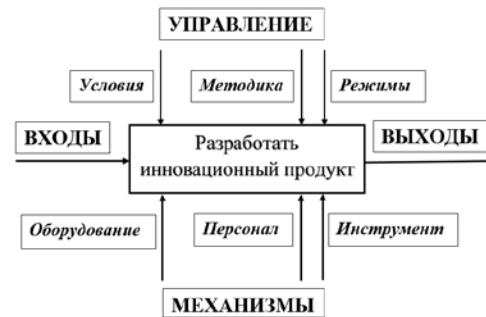 УПРАВЛЕНИЕ
Условия
Методика
Режимы
ВХОДЫ
Разработать
инновационный продукт
ВЫХОДЫ
Оборудование
Персонал
Инструмент
МЕХАНИЗМЫ